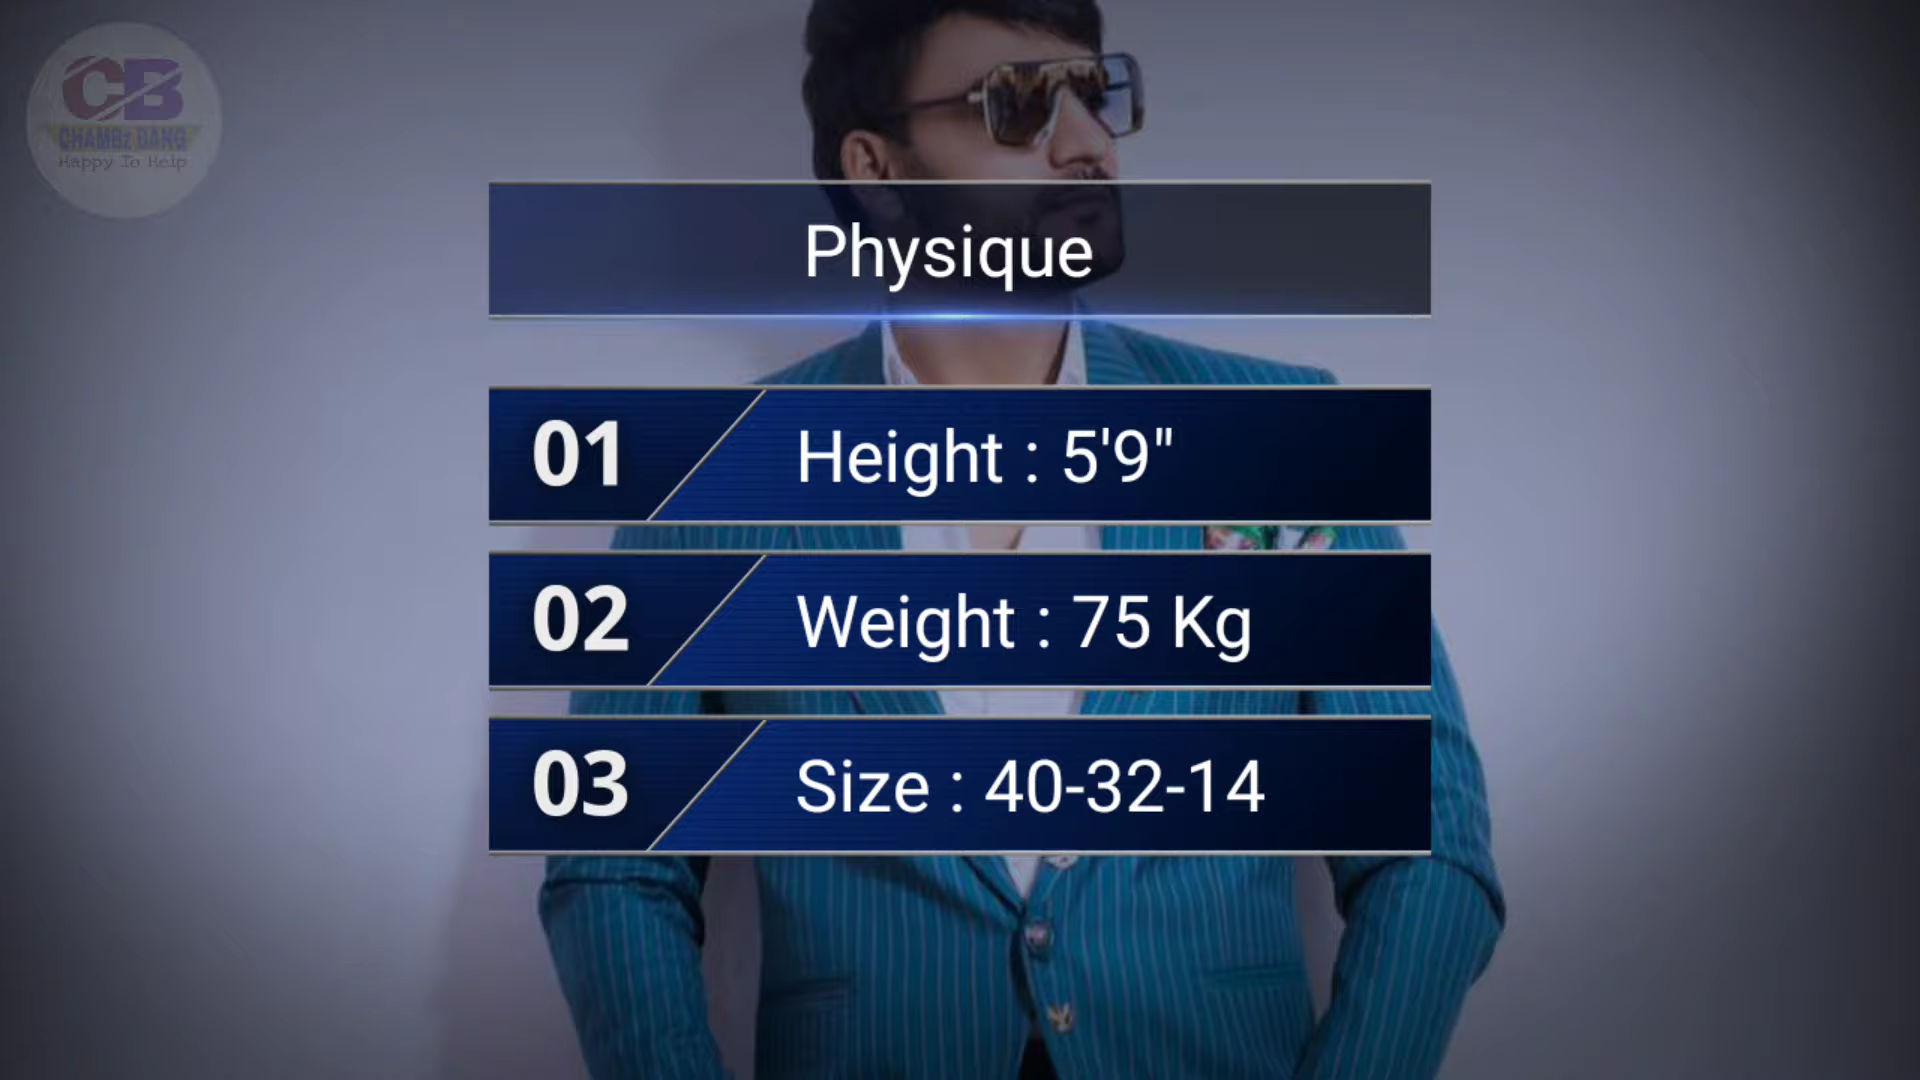 CB
CHAMBz BANG
Happy To Help
Physique
01 Height : 5'9"
02 Weight : 75 Kg
03 Size : 40-32-14